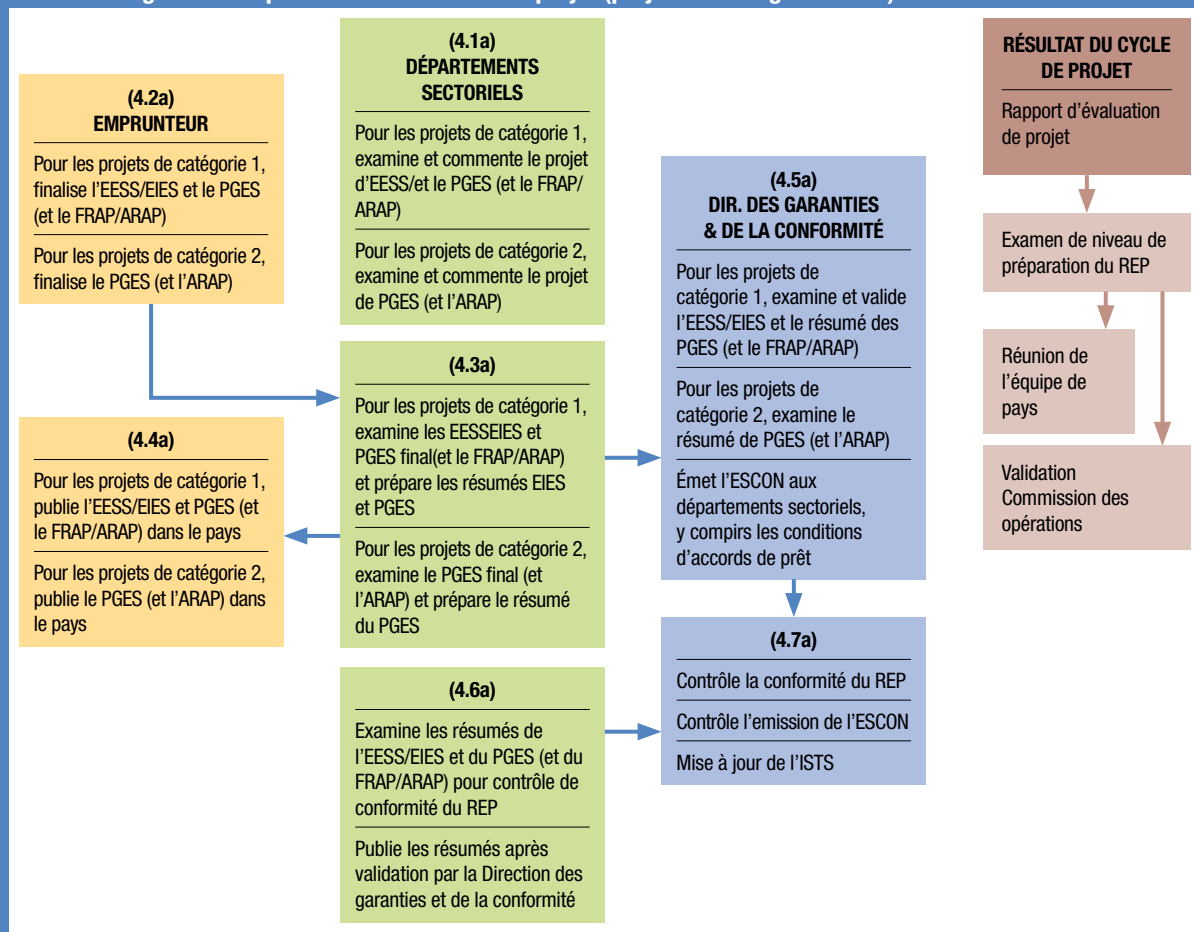 (4.2a)
EMPRUNTEUR
Pour les projets de catégorie 1,
finalise l’EESS/EIES et le PGES
(et le FRAP/ARAP)
Pour les projets de catégorie 2,
finalise le PGES (et l’ARAP)
(4.4a)
Pour les projets de catégorie 1,
publie l’EESS/EIES et PGES (et
le FRAP/ARAP) dans le pays
Pour les projets de catégorie 2,
publie le PGES (et l’ARAP) dans
le pays
(4.1a)
DÉPARTEMENTS
SECTORIELS
Pour les projets de catégorie 1,
examine et commente le projet
d’EESS/et le PGES (et le FRAP/
ARAP)
Pour les projets de catégorie 2,
examine et commente le projet
de PGES (et l’ARAP)
(4.3a)
Pour les projets de catégorie 1,
examine les EESSEIES et
PGES final(et le FRAP/ARAP)
et prépare les résumés EIES
et PGES
Pour les projets de catégorie 2,
examine le PGES final (et
l’ARAP) et prépare le résumé
du PGES
(4.6a)
Examine les résumés de
l’EESS/EIES et du PGES (et du
FRAP/ARAP) pour contrôle de
conformité du REP
Publie les résumés après
validation par la Direction des
garanties et de la conformité
(4.5a)
DIR. DES GARANTIES
& DE LA CONFORMITÉ
Pour les projets de
catégorie 1, examine et valide
l’EESS/EIES et le résumé des
PGES (et le FRAP/ARAP)
Pour les projets de
catégorie 2, examine le
résumé de PGES (et l’ARAP)
Émet l’ESCON aux
départements sectoriels,
y compirs les conditions
d’accords de prêt
(4.7a)
Contrôle la conformité du REP
Contrôle l’emission de l’ESCON
Mise à jour de l’ISTS
RÉSULTAT DU CYCLE
DE PROJET
Rapport d’évaluation
de projet
Examen de niveau de
préparation du REP
Réunion de
l’équipe de
pays
Validation
Commission des
opérations